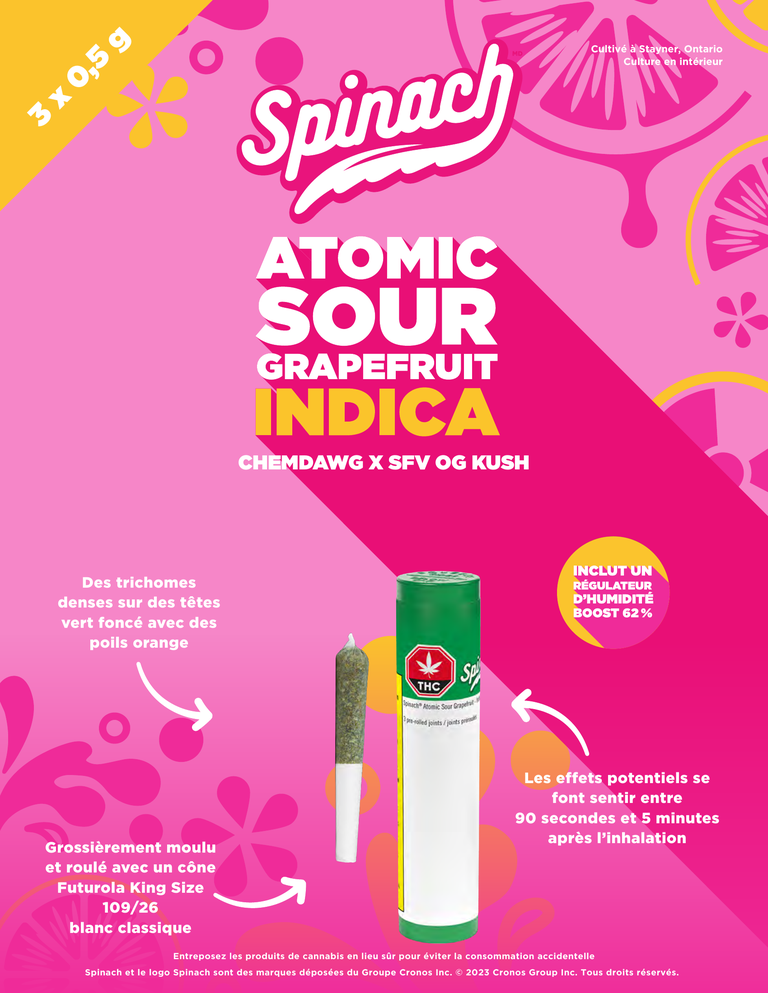 3 x 0,5 g
Cultivé à Stayner, Ontario
Culture en intérieur
Spinach
ATOMIC
SOUR
GRAPEFRUIT
INDICA
CHEMDAWG X SFV OG KUSH
INCLUT UN
RÉGULATEUR
D'HUMIDITÉ
BOOST 62 %
Des trichomes
denses sur des têtes
vert foncé avec des
poils orange
THC
Spinach® Atomic Sour Grapefruit
3 pre-rolled joints / joints
Les effets potentiels se
font sentir entre
90 secondes et 5 minutes
après l'inhalation
Grossièrement moulu
et roulé avec un cône
Futurola King Size
109/26
blanc classique
Entreposez les produits de cannabis en lieu sûr pour éviter la consommation accidentelle
Spinach et le logo Spinach sont des marques déposées du Groupe Cronos Inc. © 2023 Cronos Group Inc. Tous droits réservés.